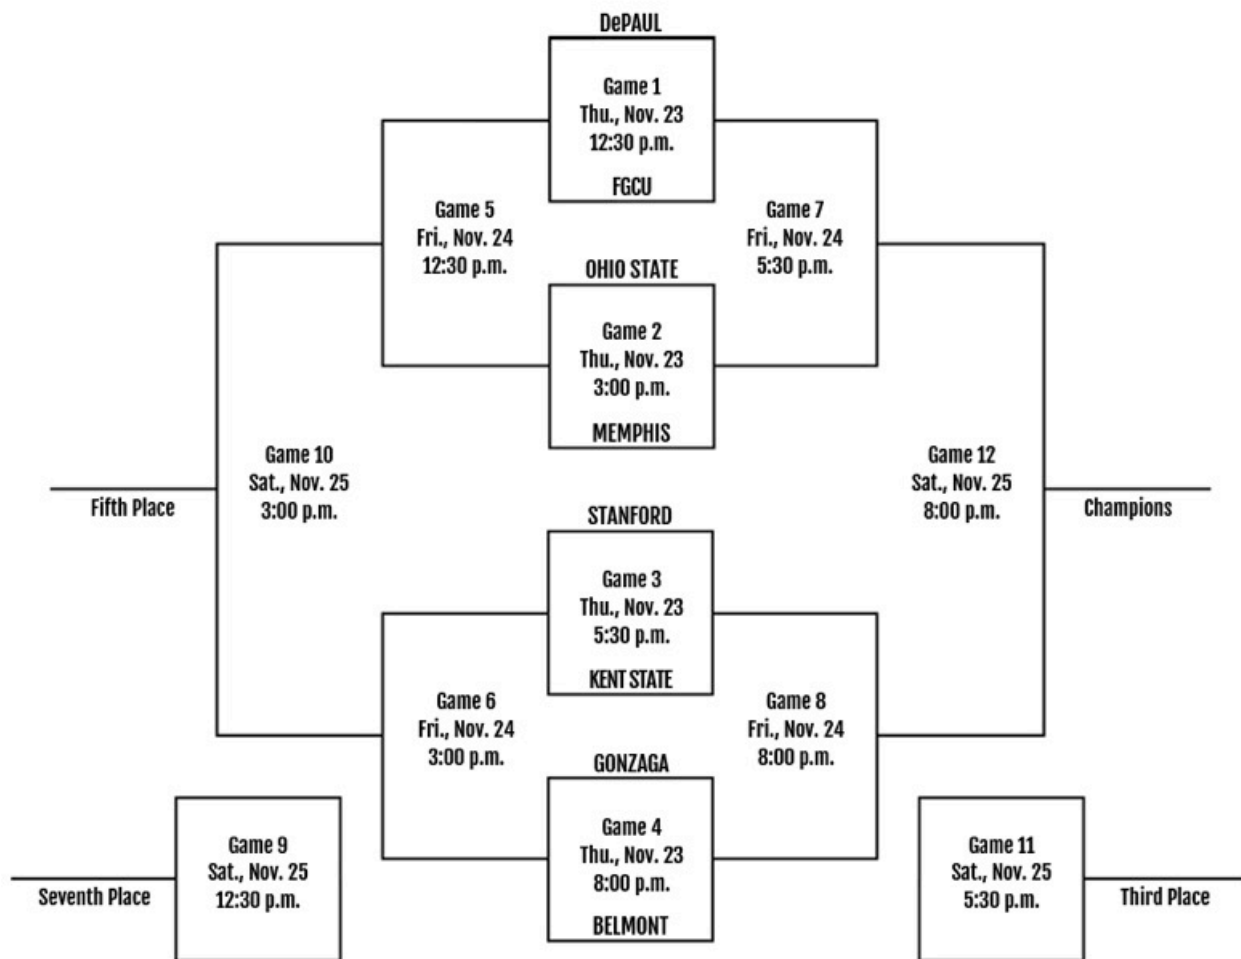 DePAUL
Game 1
Thu., Nov. 23
12:30 p.m.
FGCU
Game 5
Fri., Nov. 24
12:30 p.m.
Game 7
Fri., Nov. 24
5:30 p.m.
OHIO STATE
Game 2
Thu., Nov. 23
3:00 p.m.
MEMPHIS
Game 10
Sat., Nov. 25
3:00 p.m.
Fifth Place
Game 12
Sat., Nov. 25
8:00 p.m.
Champions
STANFORD
Game 3
Thu., Nov. 23
5:30 p.m.
KENT STATE
Game 6
Fri., Nov. 24
3:00 p.m.
Game 8
Fri., Nov. 24
8:00 p.m.
GONZAGA
Game 4
Thu., Nov. 23
8:00 p.m.
BELMONT
Game 9
Sat., Nov. 25
12:30 p.m.
Seventh Place
Game 11
Sat., Nov. 25
5:30 p.m.
Third Place